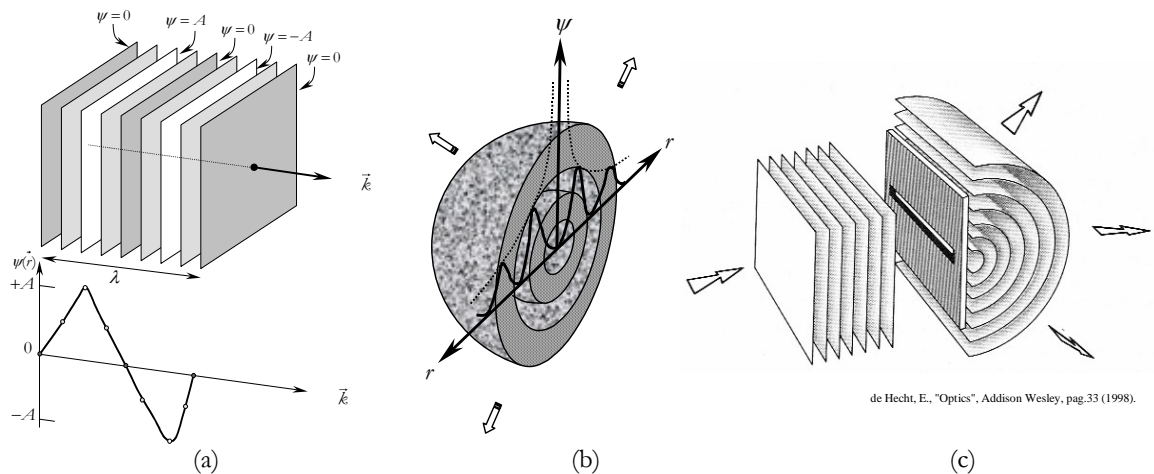 ψ=0
ψ=A
ψ=0
ψ=−A
ψ=0
k⃗
λ
ψ(r⃗)
+A
0
−A
k⃗
(a)
ψ
r
r
(b)
de Hecht, E., "Optics", Addison Wesley, pag.33 (1998).
(c)